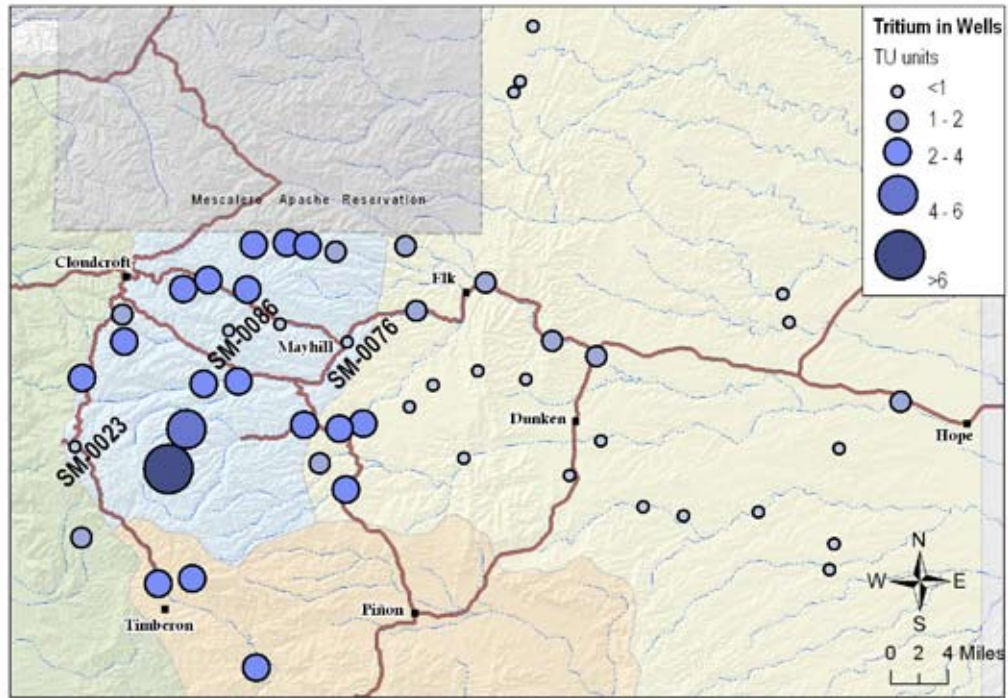 Tritium in Wells
TU units
<1
1 - 2
2 - 4
4 - 6
>6
Mescalero Apache Reservation
Cloudcroft
Elk
SM-0086
Mayhill
SM-0076
Dunken
Hope
SM-0023
Timberon
Piñon
N
W E
S
0 2 4 Miles